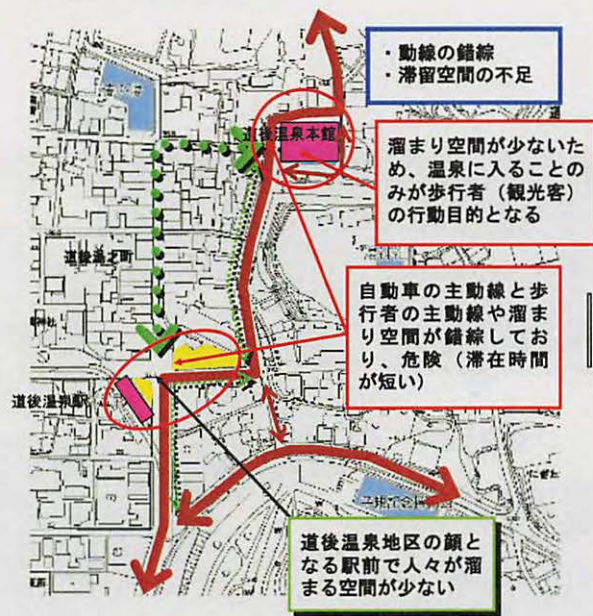 ・動線の錯綜
・滞留空間の不足
道後温泉本館
溜まり空間が少ないた
め、温泉に入ることの
みが歩行者（観光客）
の行動目的となる
道後湯之町
自動車の主動線と歩
行者の主動線や溜ま
り空間が錯綜してお
り、危険（滞在時間
が短い）
道後温泉駅
道後温泉地区の顔と
なる駅前で人々が溜
まる空間が少ない